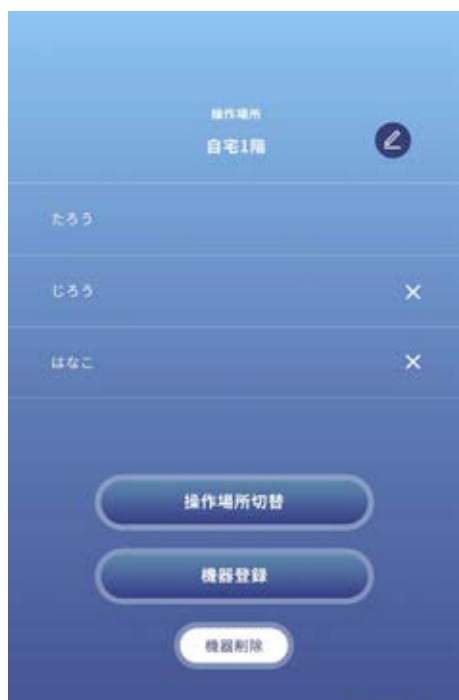 操作場所
自宅1階
たろう
じろう
はなこ
操作場所切替
機器登録
機器削除